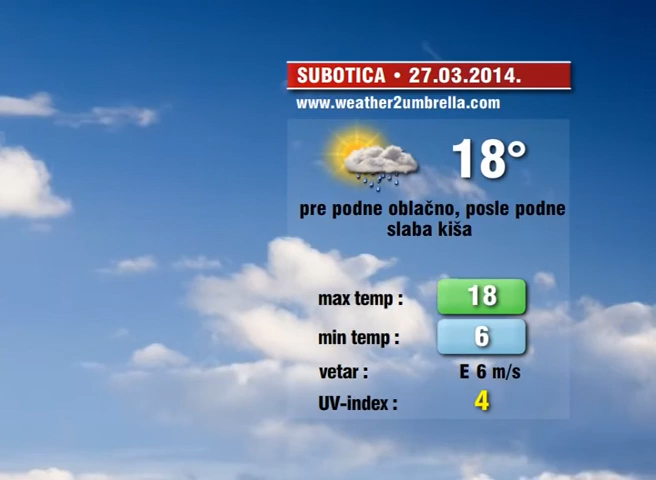 SUBOTICA • 27.03.2014.
www.weather2umbrella.com
18°
pre podne oblačno, posle podne
slaba kiša
max temp : 18
min temp : 6
vetar : E 6 m/s
UV-index : 4